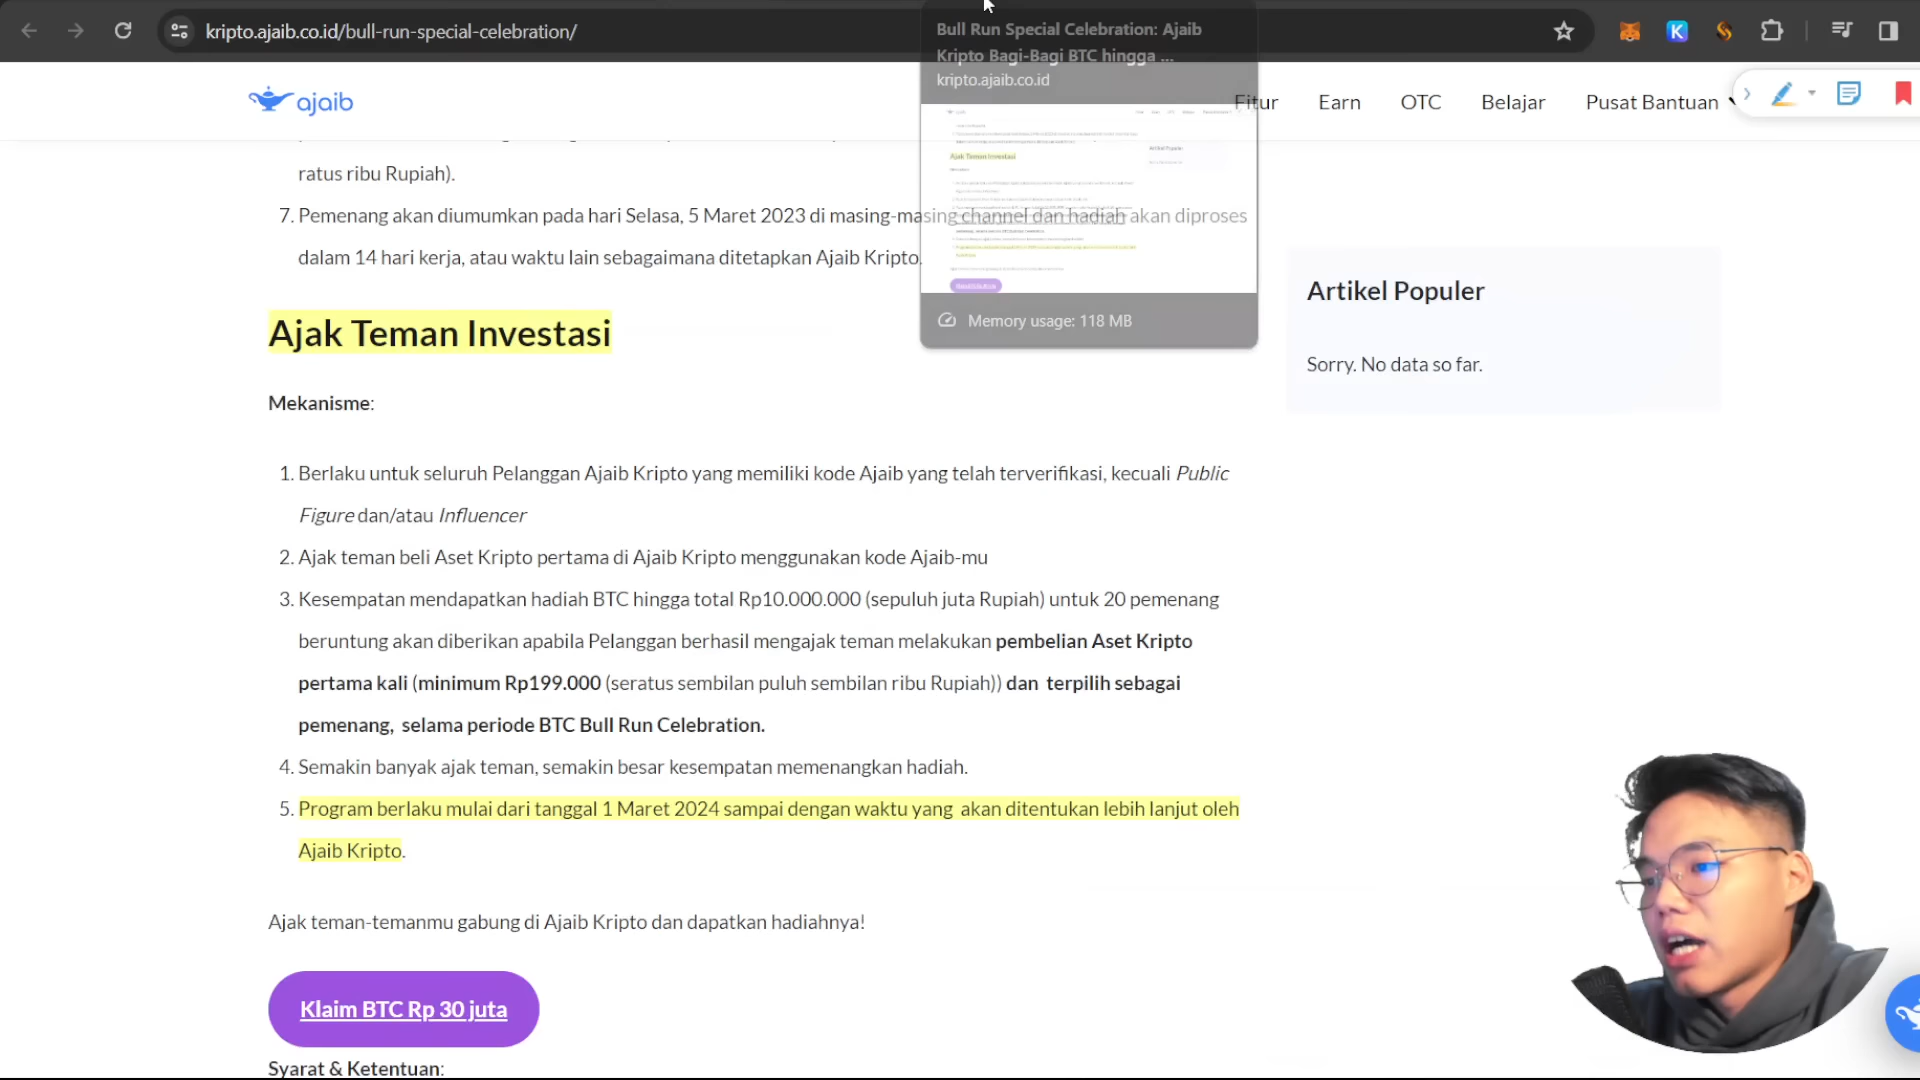 kripto.ajaib.co.id/bull-run-special-celebration/
Bull Run Special Celebration: Ajaib
Kripto Bagi-Bagi BTC hingga ...
kripto.ajaib.co.id
Memory usage: 118 MB
ajaib
Fitur
Earn
OTC
Belajar
Pusat Bantuan
ratus ribu Rupiah).
7. Pemenang akan diumumkan pada hari Selasa, 5 Maret 2023 di masing-masing channel dan hadiah akan diproses
dalam 14 hari kerja, atau waktu lain sebagaimana ditetapkan Ajaib Kripto.
Ajak Teman Investasi
Mekanisme:
1. Berlaku untuk seluruh Pelanggan Ajaib Kripto yang memiliki kode Ajaib yang telah terverifikasi, kecuali Public
Figure dan/atau Influencer
2. Ajak teman beli Aset Kripto pertama di Ajaib Kripto menggunakan kode Ajaib-mu
3. Kesempatan mendapatkan hadiah BTC hingga total Rp10.000.000 (sepuluh juta Rupiah) untuk 20 pemenang
beruntung akan diberikan apabila Pelanggan berhasil mengajak teman melakukan pembelian Aset Kripto
pertama kali (minimum Rp199.000 (seratus sembilan puluh sembilan ribu Rupiah)) dan terpilih sebagai
pemenang, selama periode BTC Bull Run Celebration.
4. Semakin banyak ajak teman, semakin besar kesempatan memenangkan hadiah.
5. Program berlaku mulai dari tanggal 1 Maret 2024 sampai dengan waktu yang akan ditentukan lebih lanjut oleh
Ajaib Kripto.
Ajak teman-temanmu gabung di Ajaib Kripto dan dapatkan hadiahnya!
Klaim BTC Rp 30 juta
Syarat & Ketentuan:
Artikel Populer
Sorry. No data so far.